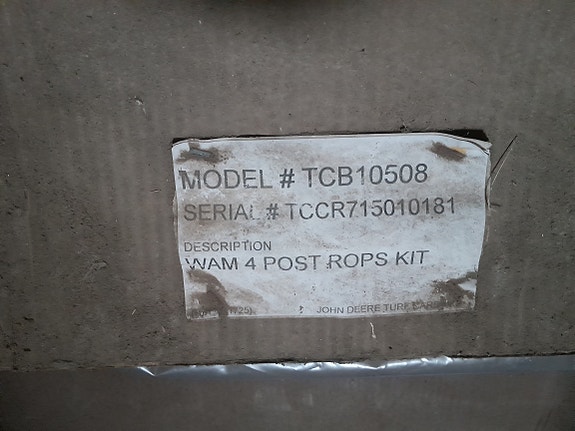 MODEL # TCB10508
SERIAL # TCCR715010181
DESCRIPTION
WAM 4 POST ROPS KIT
JOHN DEERE TURF